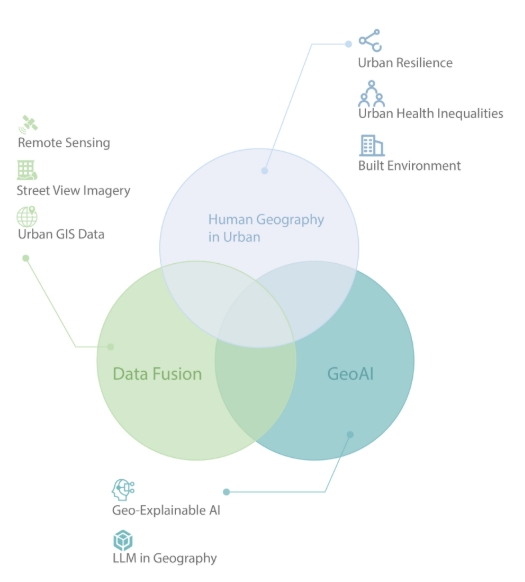 Urban Resilience
Urban Health Inequalities
Built Environment
Remote Sensing
Street View Imagery
Urban GIS Data
Human Geography
in Urban
Data Fusion
GeoAI
Geo-Explainable AI
LLM in Geography